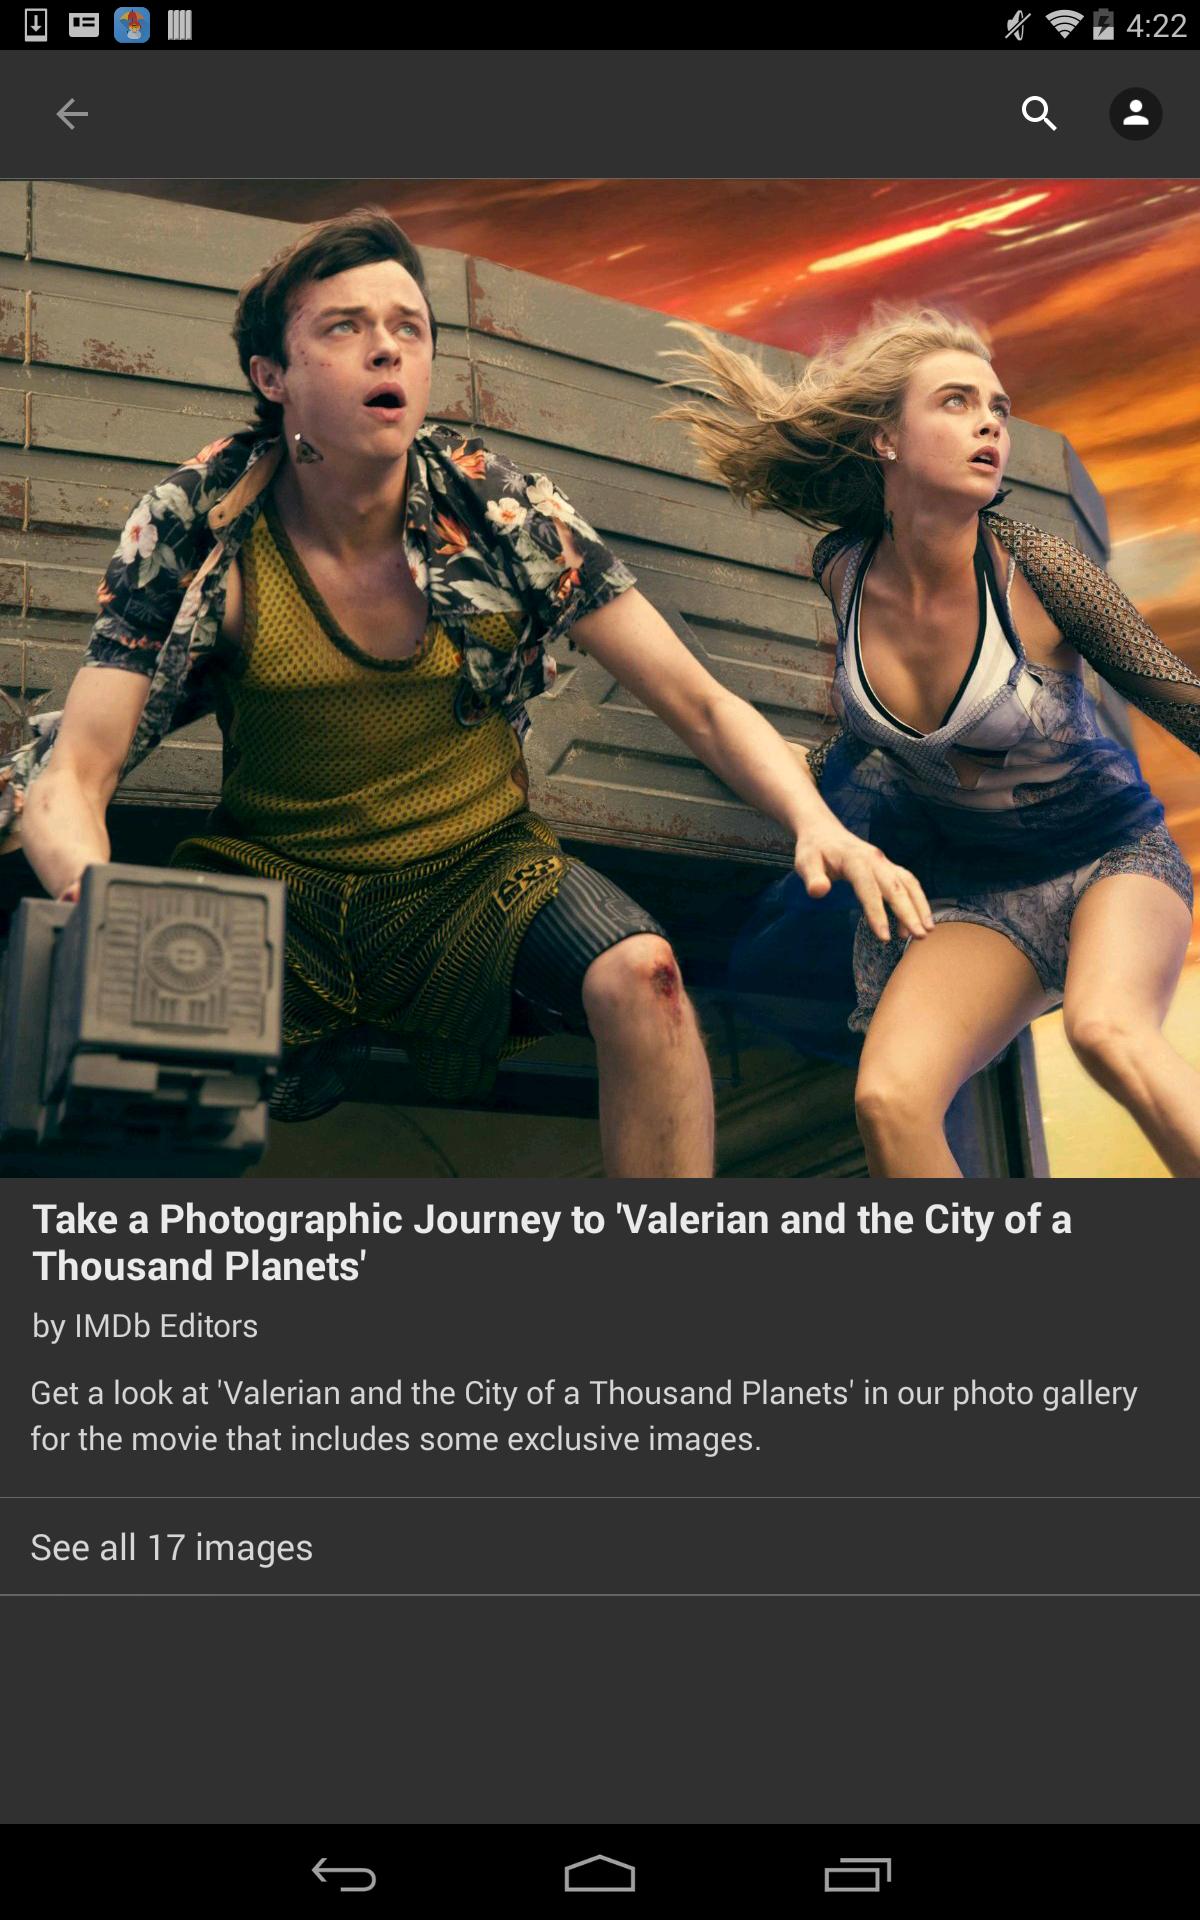 4:22
Take a Photographic Journey to 'Valerian and the City of a
Thousand Planets'
by IMDb Editors
Get a look at 'Valerian and the City of a Thousand Planets' in our photo gallery
for the movie that includes some exclusive images.
See all 17 images